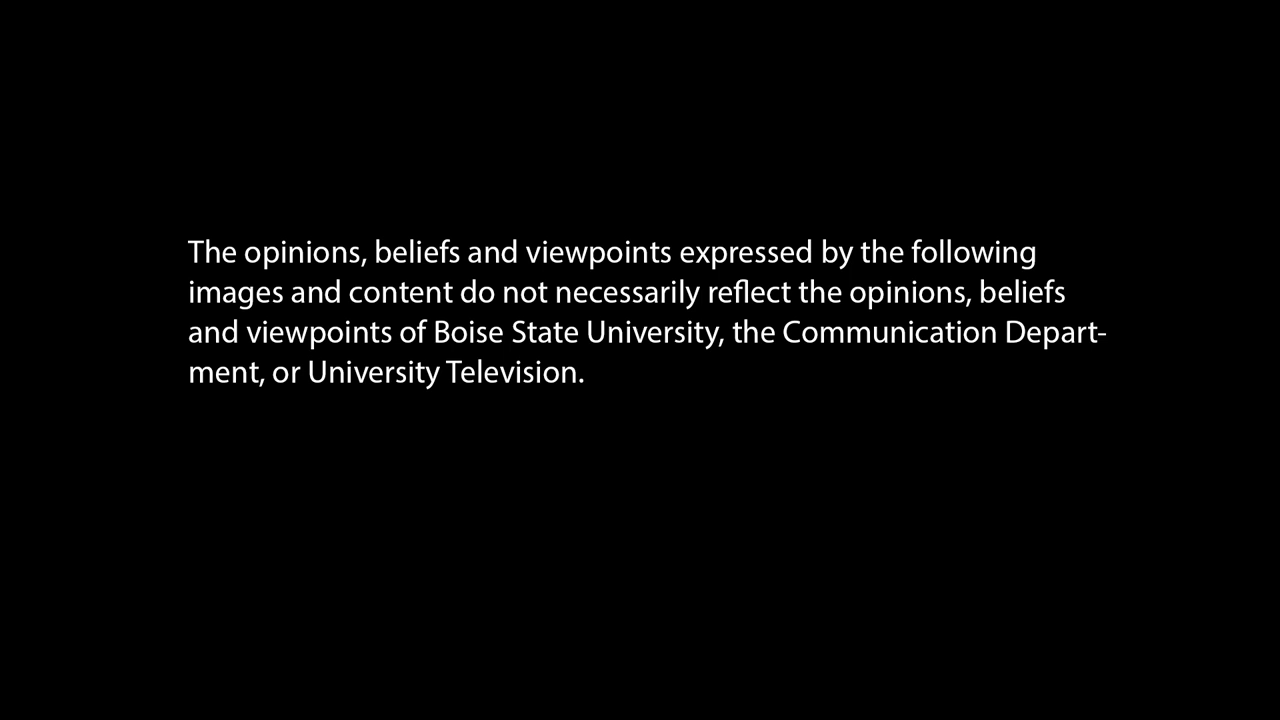 The opinions, beliefs and viewpoints expressed by the following
images and content do not necessarily reflect the opinions, beliefs
and viewpoints of Boise State University, the Communication Depart-
ment, or University Television.